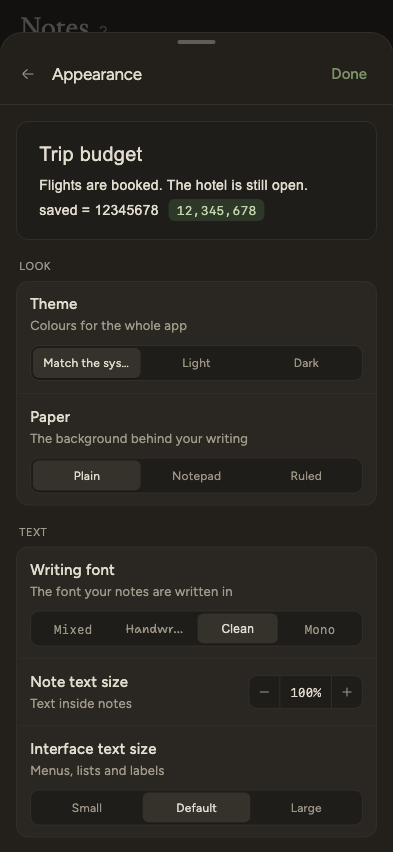 Notes
Appearance
Done
Trip budget
Flights are booked. The hotel is still open.
saved = 12345678 12,345,678
LOOK
Theme
Colours for the whole app
Match the sys... Light Dark
Paper
The background behind your writing
Plain Notepad Ruled
TEXT
Writing font
The font your notes are written in
Mixed Handwr... Clean Mono
Note text size
Text inside notes
− 100% +
Interface text size
Menus, lists and labels
Small Default Large